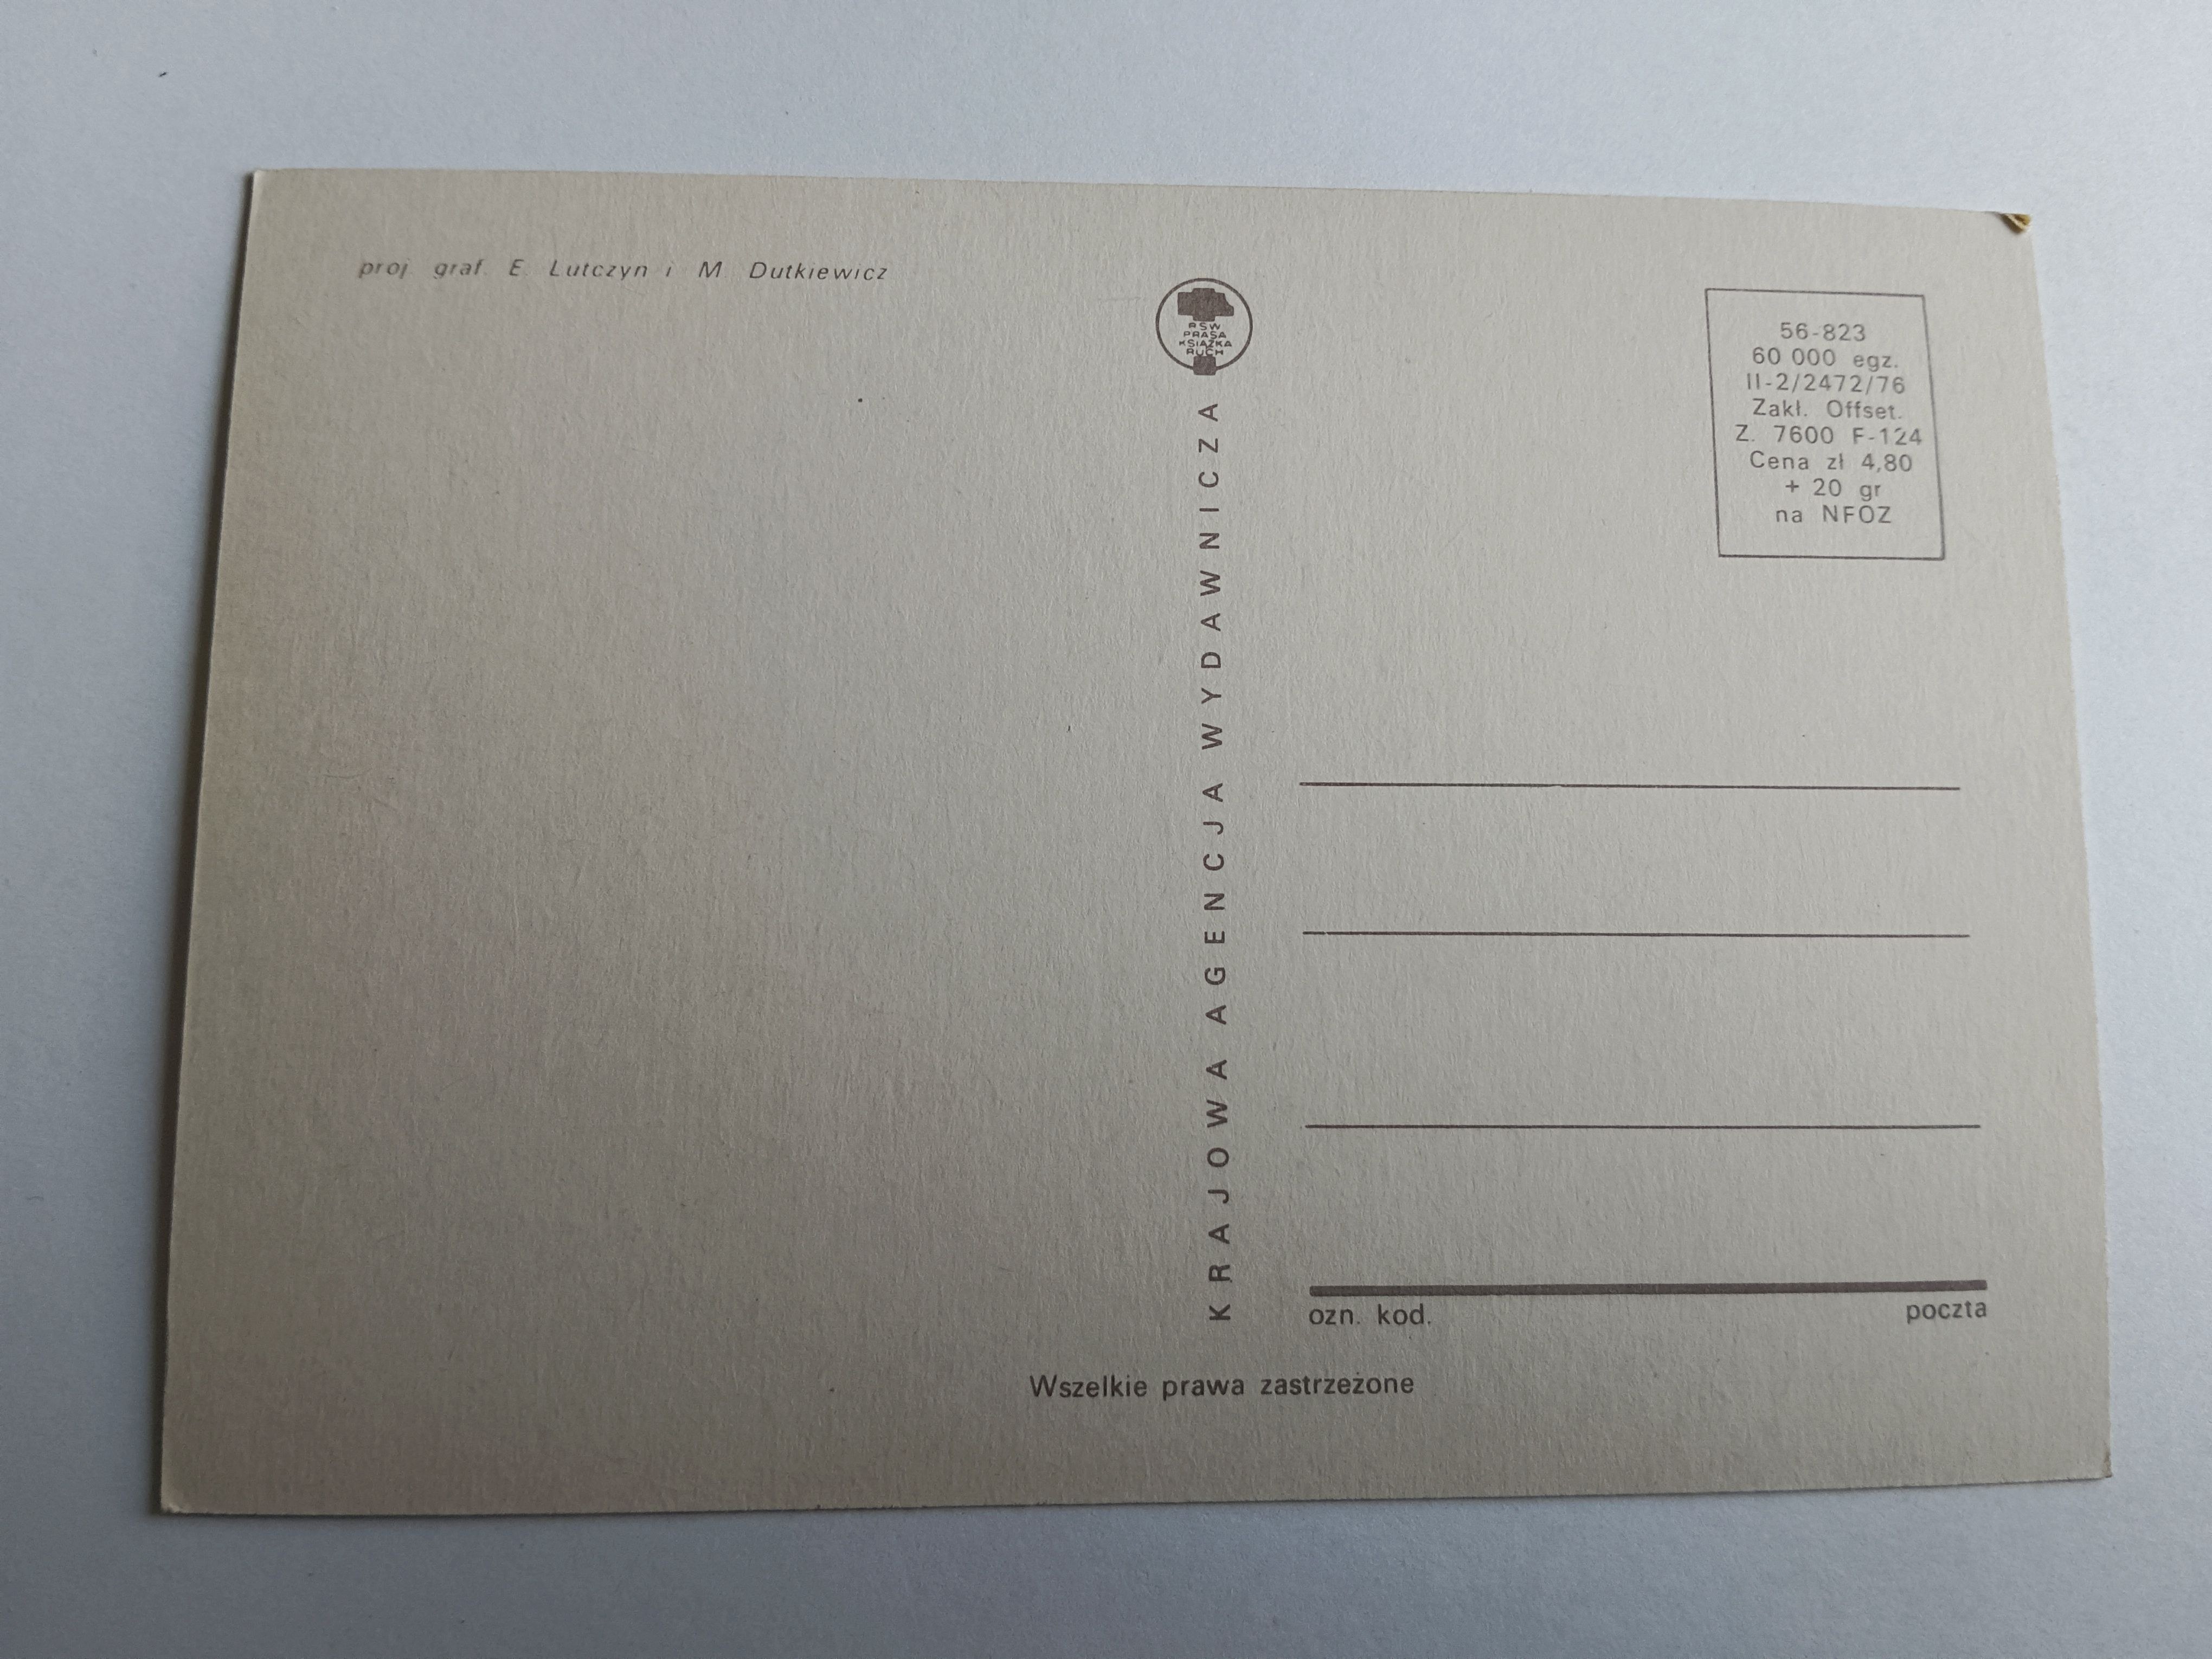 proj graf E Lutczyn i M Dutkiewicz
RSW
PRASA
KSIĄŻKA
RUCH
KRAJOWA AGENCJA WYDAWNICZA
56-823
60 000 egz.
II-2/2472/76
Zakł. Offset.
Z. 7600 F-124
Cena zł 4,80
+ 20 gr
na NFOZ
ozn. kod.
poczta
Wszelkie prawa zastrzeżone